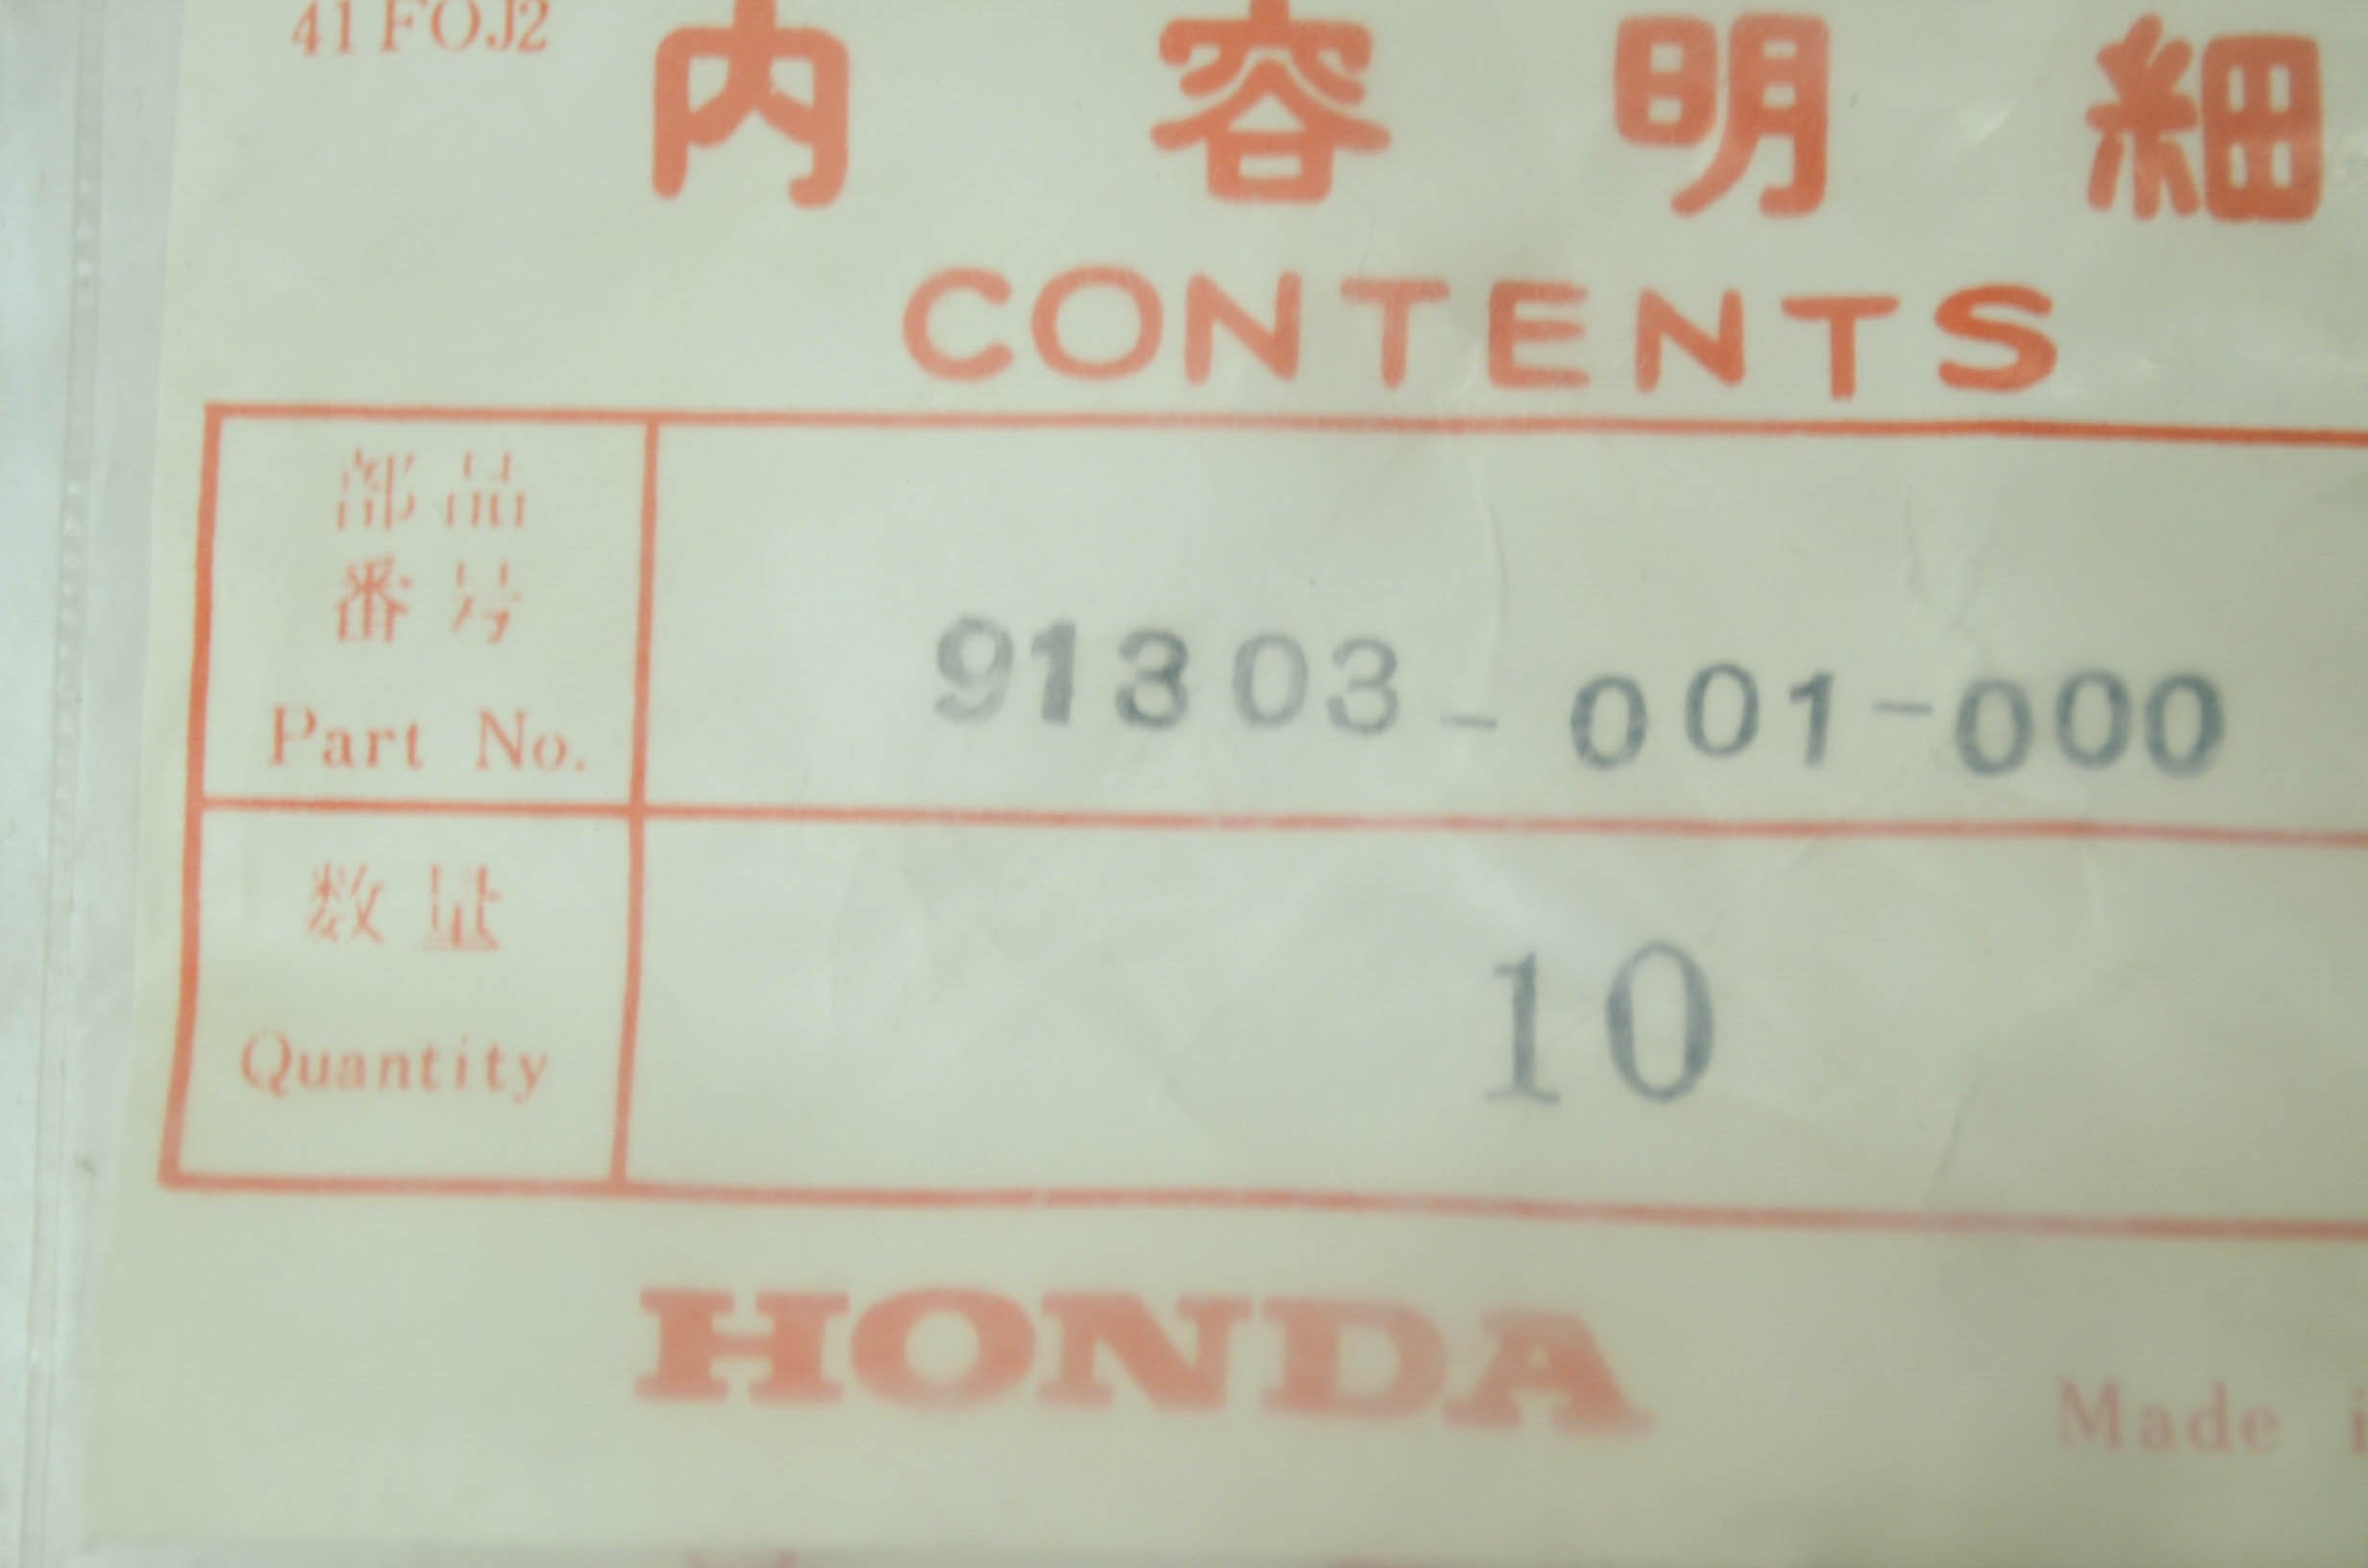 41FOJ2
内容明細
CONTENTS
部品
番号
Part No.
91303-001-000
数量
Quantity
10
HONDA
Made